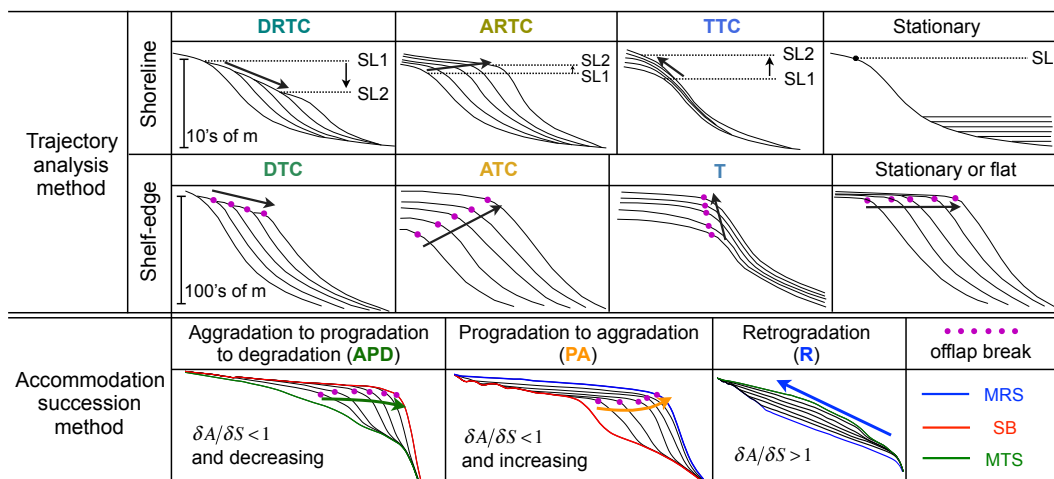 DRTC
ARTC
TTC
Stationary
Shoreline
SL1
SL2
10's of m
SL2
SL1
SL2
SL1
SL
Trajectory
analysis
method
DTC
ATC
T
Stationary or flat
Shelf-edge
100's of m
Aggradation to progradation
to degradation (APD)
Progradation to aggradation
(PA)
Retrogradation
(R)
offlap break
Accommodation
succession
method
δA/δS<1
and decreasing
δA/δS<1
and increasing
δA/δS>1
MRS
SB
MTS